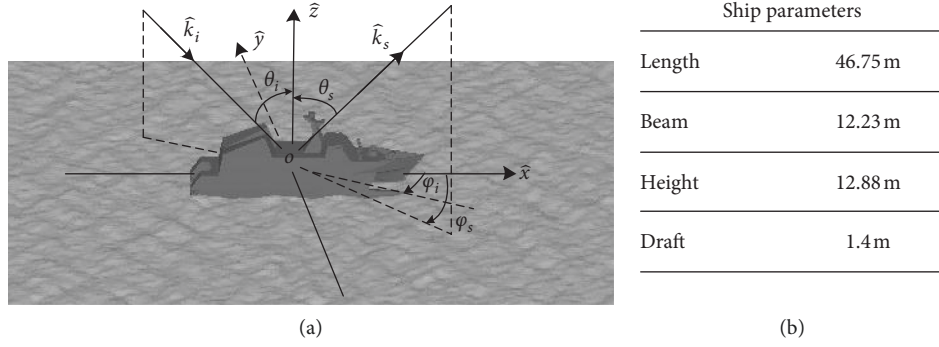 ẑ
k̂ᵢ
ŷ
k̂ₛ
θᵢ
θₛ
o
x̂
φᵢ
φₛ
(a)
Ship parameters
Length 46.75 m
Beam 12.23 m
Height 12.88 m
Draft 1.4 m
(b)